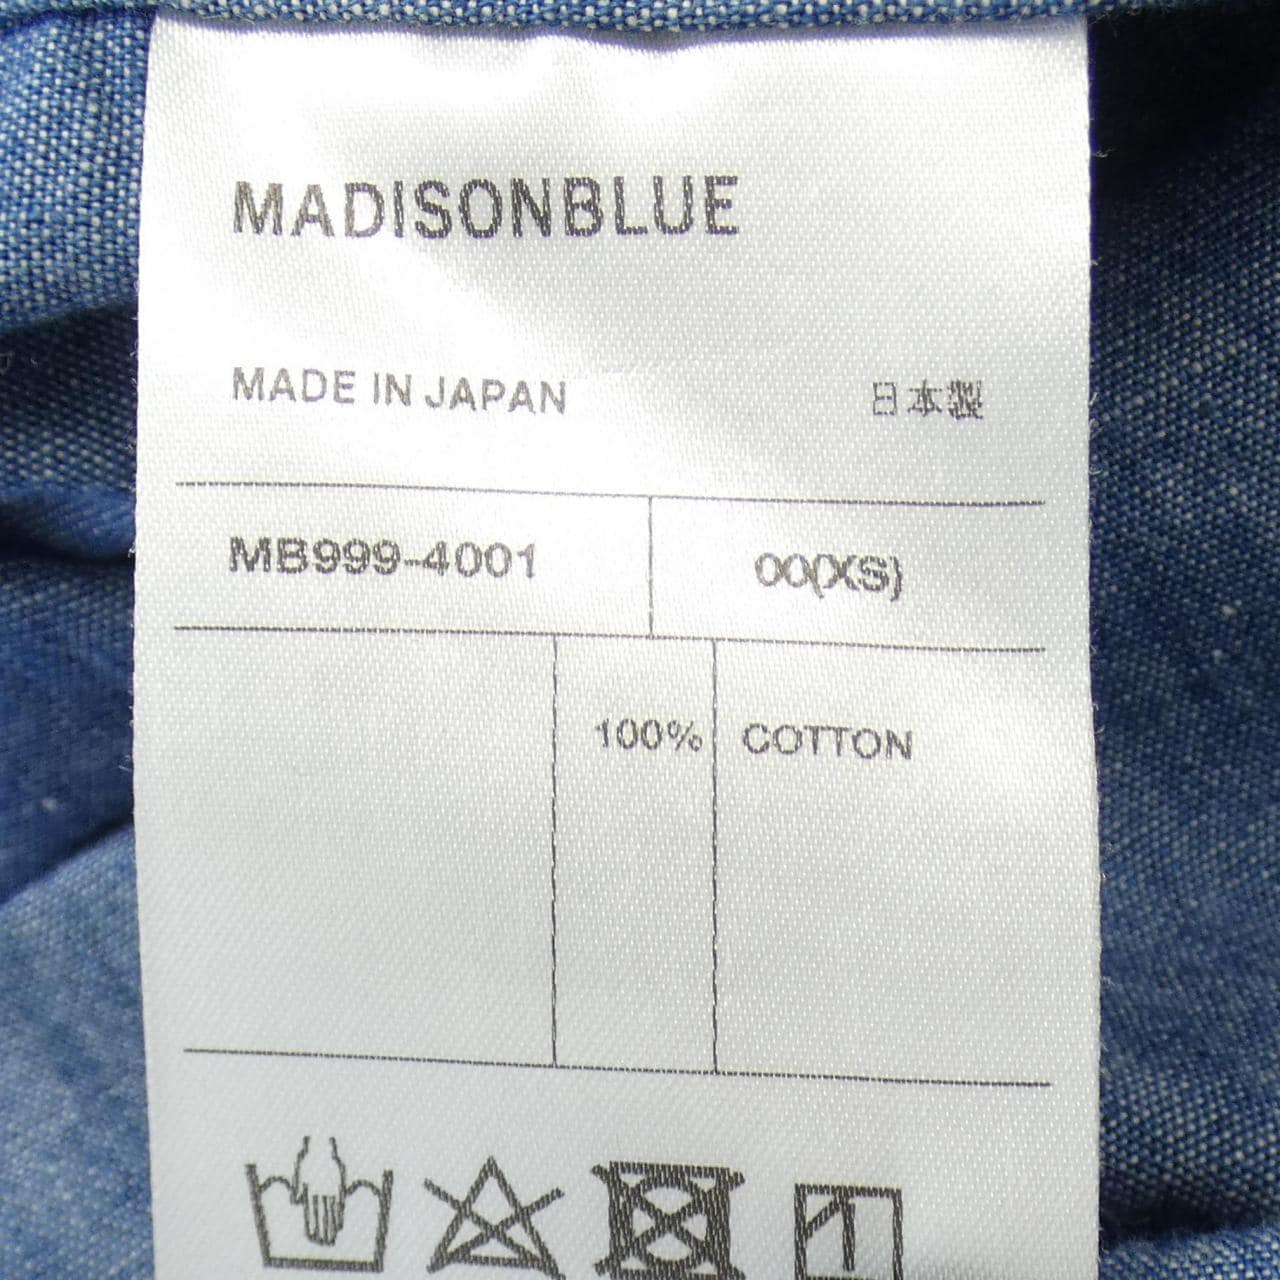 MADISONBLUE
MADE IN JAPAN 日本製
MB999-4001 00(XS)
100% COTTON